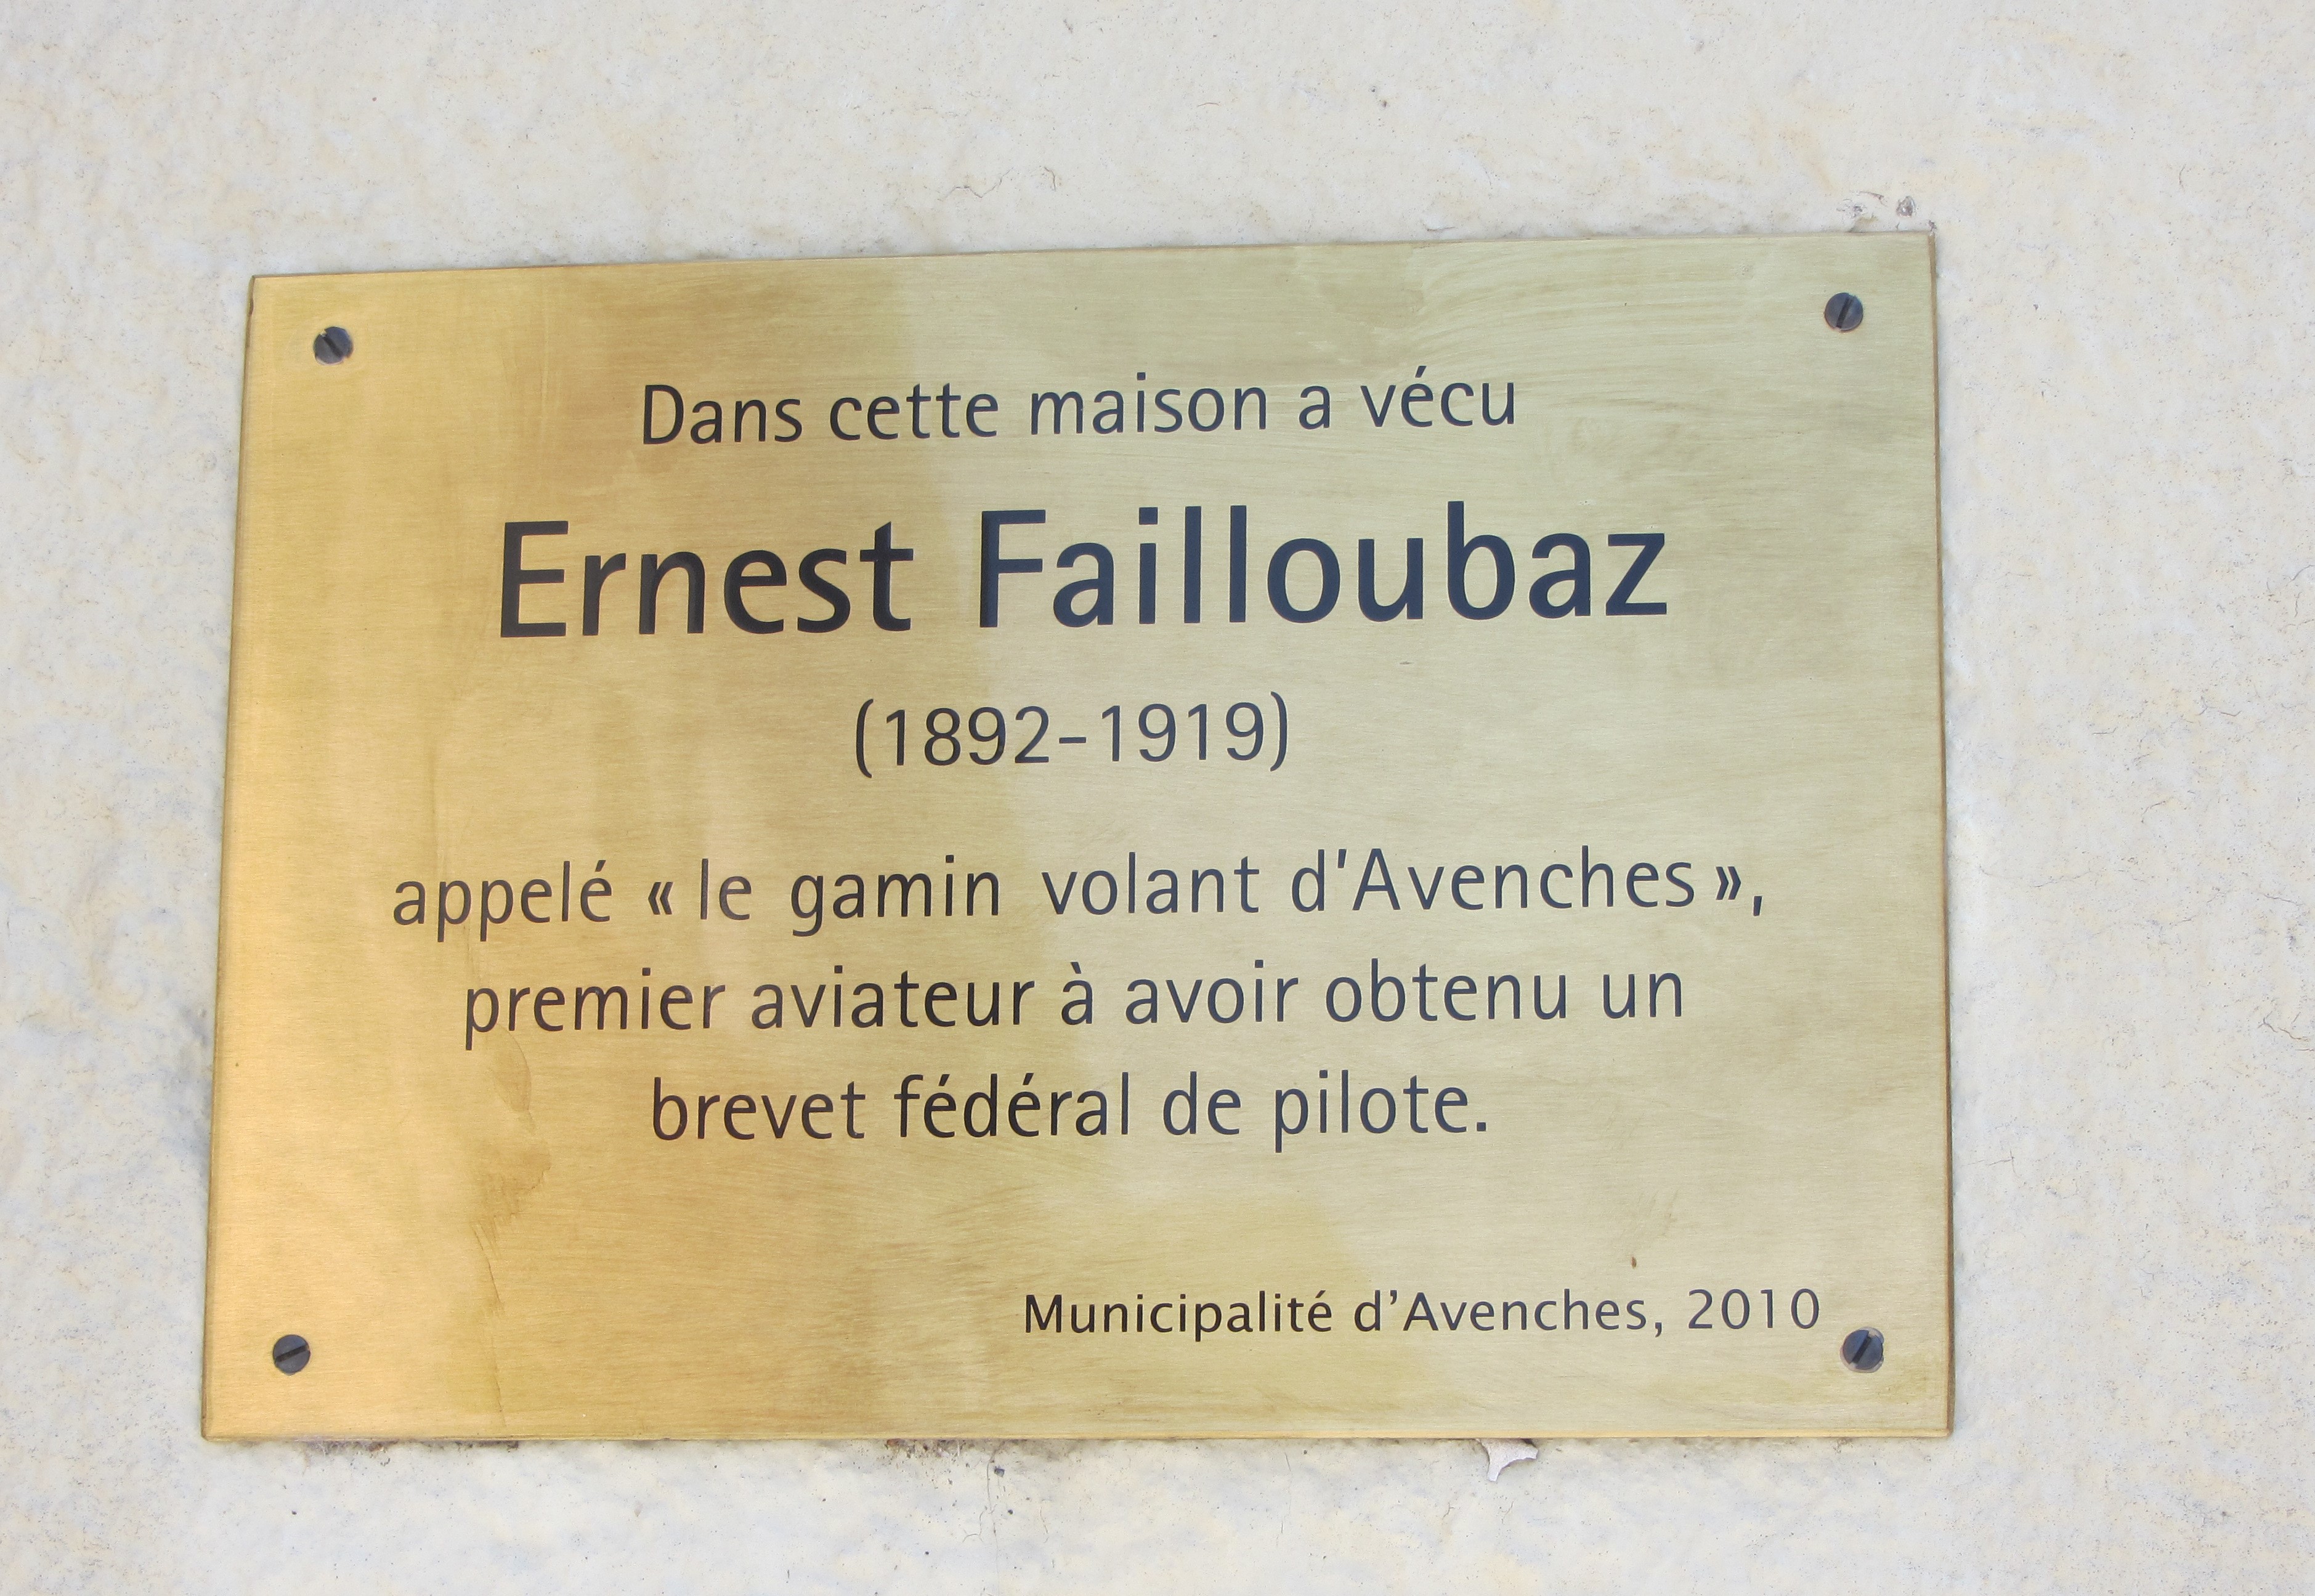 Dans cette maison a vécu
Ernest Failloubaz
(1892-1919)
appelé « le gamin volant d'Avenches »,
premier aviateur à avoir obtenu un
brevet fédéral de pilote.
Municipalité d'Avenches, 2010